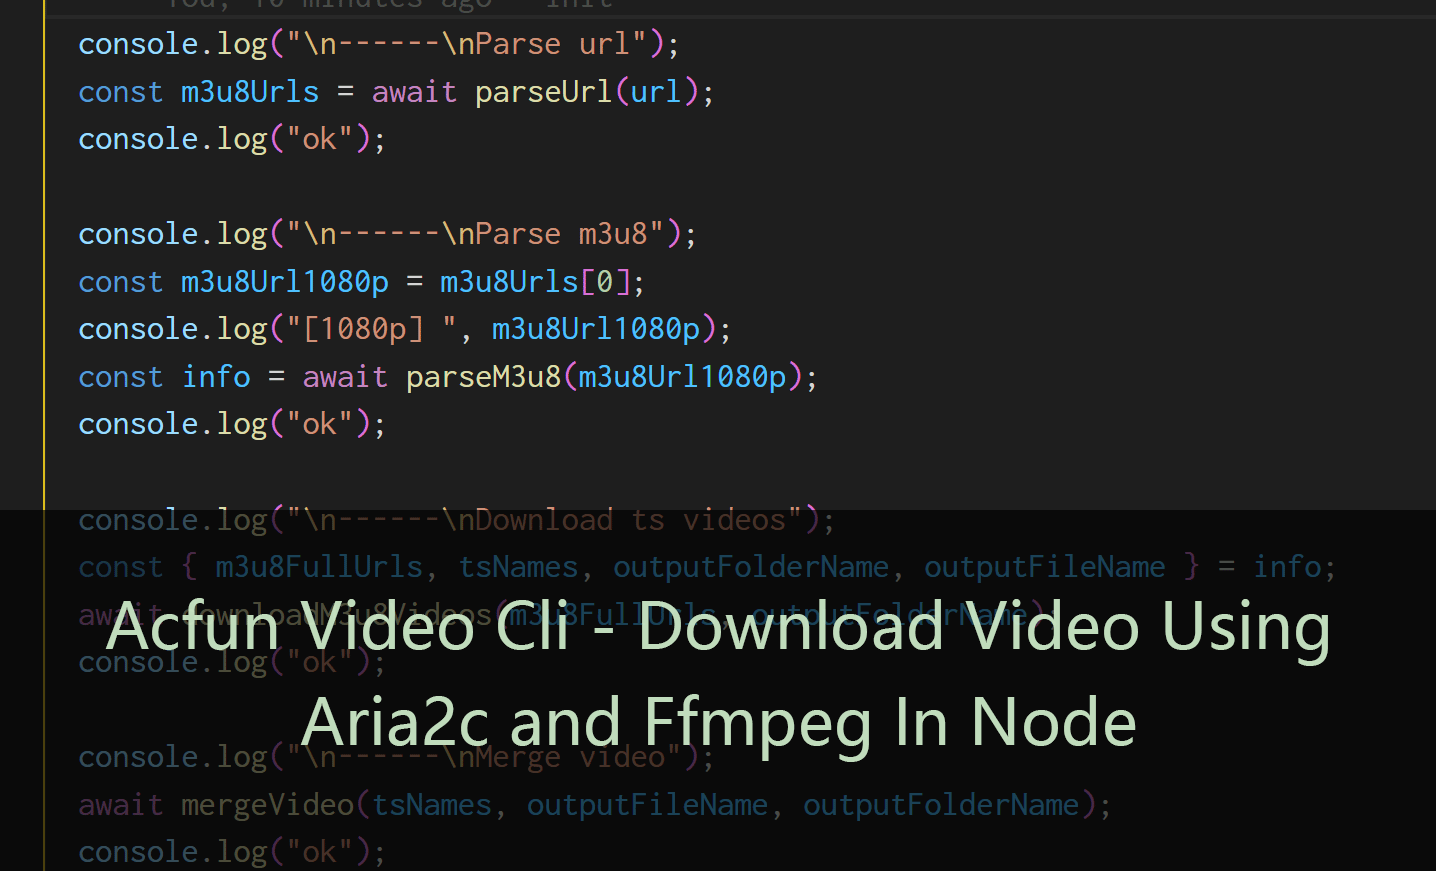 You, 10 minutes ago   init
console.log("\n------\nParse url");
const m3u8Urls = await parseUrl(url);
console.log("ok");
console.log("\n------\nParse m3u8");
const m3u8Url1080p = m3u8Urls[0];
console.log("[1080p] ", m3u8Url1080p);
const info = await parseM3u8(m3u8Url1080p);
console.log("ok");
console.log("\n------\nDownload ts videos");
const { m3u8FullUrls, tsNames, outputFolderName, outputFileName } = info;
await downloadM3u8Videos(m3u8FullUrls, outputFolderName);
Acfun Video Cli - Download Video Using
console.log("ok");
Aria2c and Ffmpeg In Node
console.log("\n------\nMerge video");
await mergeVideo(tsNames, outputFileName, outputFolderName);
console.log("ok");